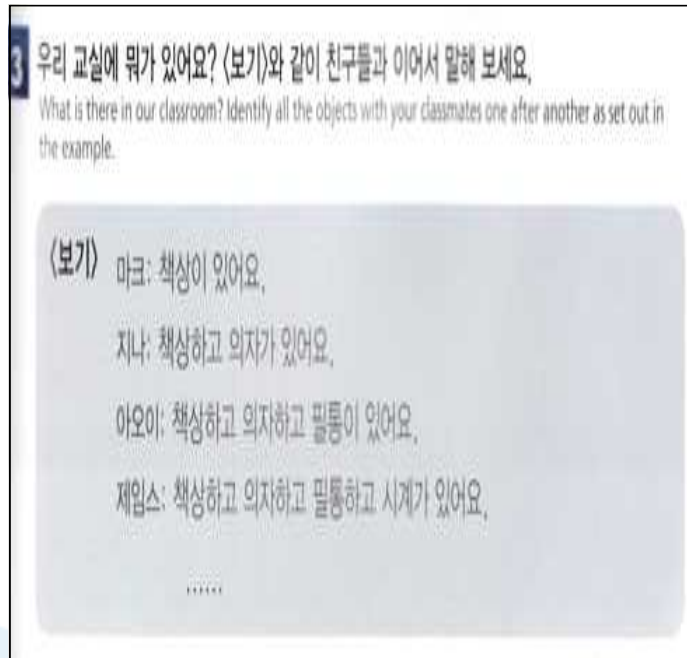 3 우리 교실에 뭐가 있어요? 〈보기〉와 같이 친구들과 이어서 말해 보세요.
What is there in our classroom? Identify all the objects with your classmates one after another as set out in
the example.
〈보기〉 마크: 책상이 있어요.
지나: 책상하고 의자가 있어요.
아오이: 책상하고 의자하고 필통이 있어요.
제임스: 책상하고 의자하고 필통하고 시계가 있어요.
……